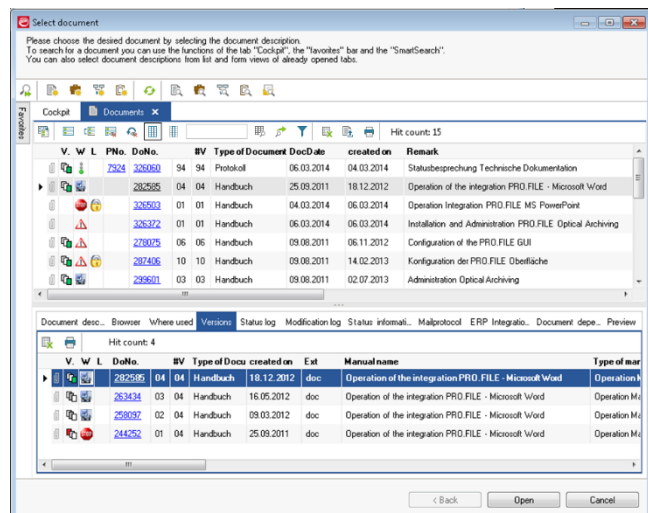 Select document
Please choose the desired document by selecting the document description.
To search for a document you can use the functions of the tab "Cockpit", the "favorites" bar and the "SmartSearch".
You can also select document descriptions from list and form views of already opened tabs.
Favorites
Cockpit Documents
Hit count: 15
V. W L PNo. DoNo. #V Type of Document DocDate created on Remark
7924 326060 94 94 Protokoll 06.03.2014 04.03.2014 Statusbesprechung Technische Dokumentation
282585 04 04 Handbuch 25.09.2011 18.12.2012 Operation of the integration PRO.FILE - Microsoft Word
326503 01 01 Handbuch 04.03.2014 06.03.2014 Operation Integration PRO.FILE MS PowerPoint
326372 01 01 Handbuch 06.03.2014 06.03.2014 Installation and Administration PRO.FILE Optical Archiving
278075 06 06 Handbuch 09.08.2011 06.11.2012 Configuration of the PRO.FILE GUI
287406 10 10 Handbuch 09.08.2011 14.02.2013 Konfiguration der PRO.FILE Oberfläche
299601 03 03 Handbuch 09.08.2011 02.07.2013 Administration Optical Archiving
Document desc... Browser Where used Versions Status log Modification log Status informati... Mailprotocol ERP Integratio... Document depe... Preview
Hit count: 4
V. W L DoNo. #V Type of Docu created on Ext Manual name Type of mar
282585 04 04 Handbuch 18.12.2012 doc Operation of the integration PRO.FILE - Microsoft Word Operation M
263434 03 04 Handbuch 16.05.2012 doc Operation of the integration PRO.FILE - Microsoft Word Operation Ma
258097 02 04 Handbuch 09.03.2012 doc Operation of the integration PRO.FILE - Microsoft Word Operation Ma
244252 01 04 Handbuch 25.09.2011 doc Operation of the integration PRO.FILE - Microsoft Word Operation Ma
< Back Open Cancel